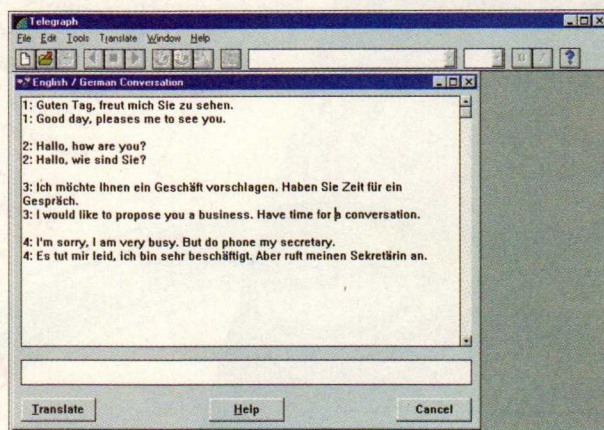 Telegraph
File Edit Tools Translate Window Help
B I ?
English / German Conversation
1: Guten Tag, freut mich Sie zu sehen.
1: Good day, pleases me to see you.
2: Hallo, how are you?
2: Hallo, wie sind Sie?
3: Ich möchte Ihnen ein Geschäft vorschlagen. Haben Sie Zeit für ein
Gespräch.
3: I would like to propose you a business. Have time for a conversation.
4: I'm sorry, I am very busy. But do phone my secretary.
4: Es tut mir leid, ich bin sehr beschäftigt. Aber ruft meinen Sekretärin an.
Translate Help Cancel